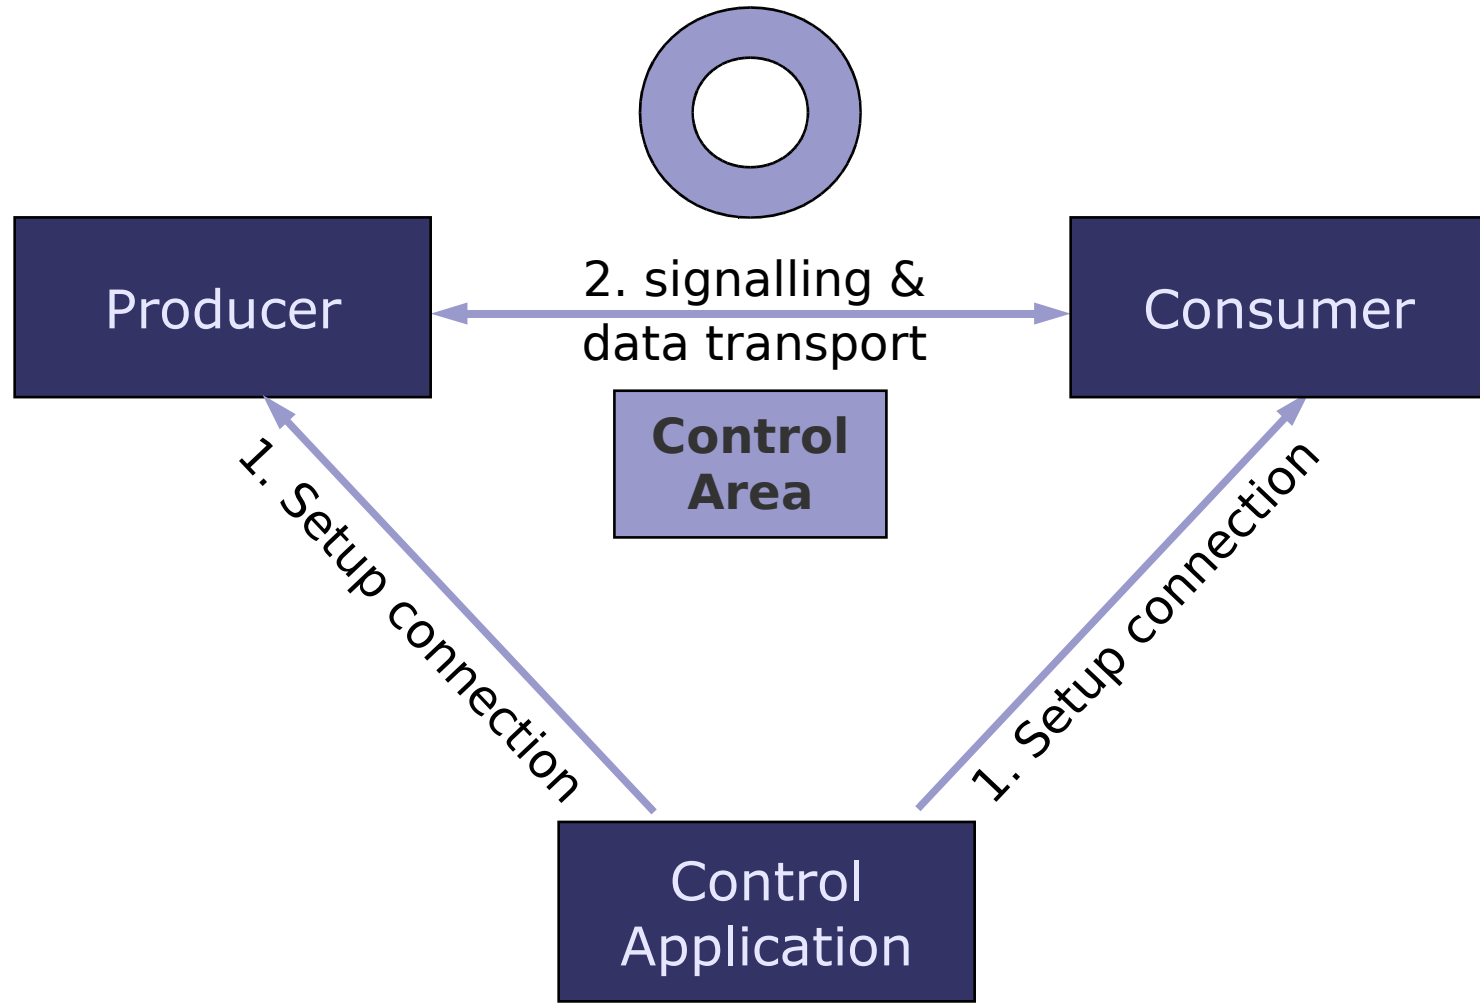 2. signalling &
data transport
Producer
Consumer
Control
Area
1. Setup connection
1. Setup connection
Control
Application